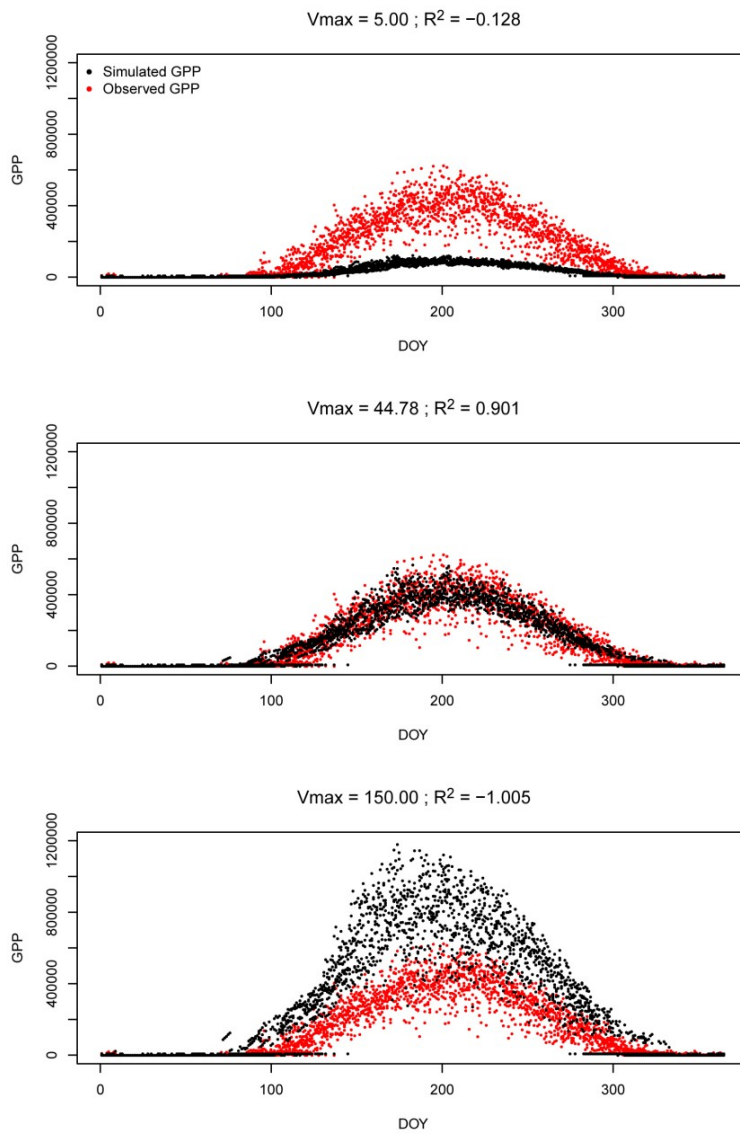 Vmax = 5.00 ; R² = −0.128
1200000
Simulated GPP
Observed GPP
800000
GPP
400000
0
0 100 200 300
DOY
Vmax = 44.78 ; R² = 0.901
1200000
800000
GPP
400000
0
0 100 200 300
DOY
Vmax = 150.00 ; R² = −1.005
1200000
800000
GPP
400000
0
0 100 200 300
DOY